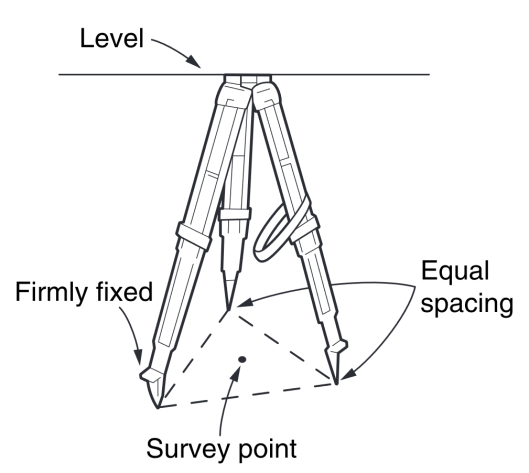 Level
Firmly fixed
Equal
spacing
Survey point